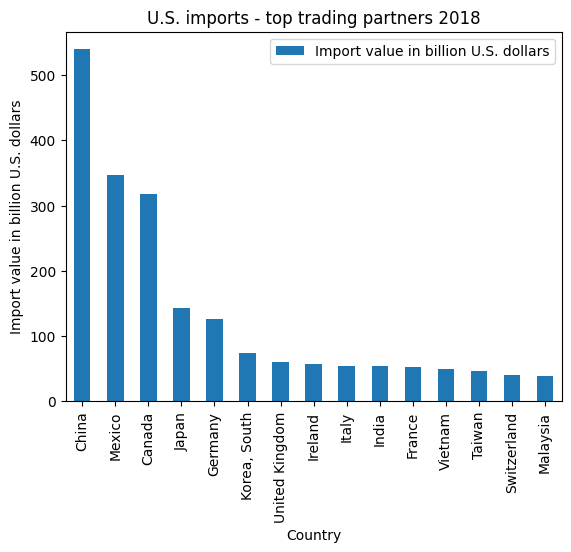 U.S. imports - top trading partners 2018
Import value in billion U.S. dollars
Import value in billion U.S. dollars
500
400
300
200
100
0
China
Mexico
Canada
Japan
Germany
Korea, South
United Kingdom
Ireland
Italy
India
France
Vietnam
Taiwan
Switzerland
Malaysia
Country